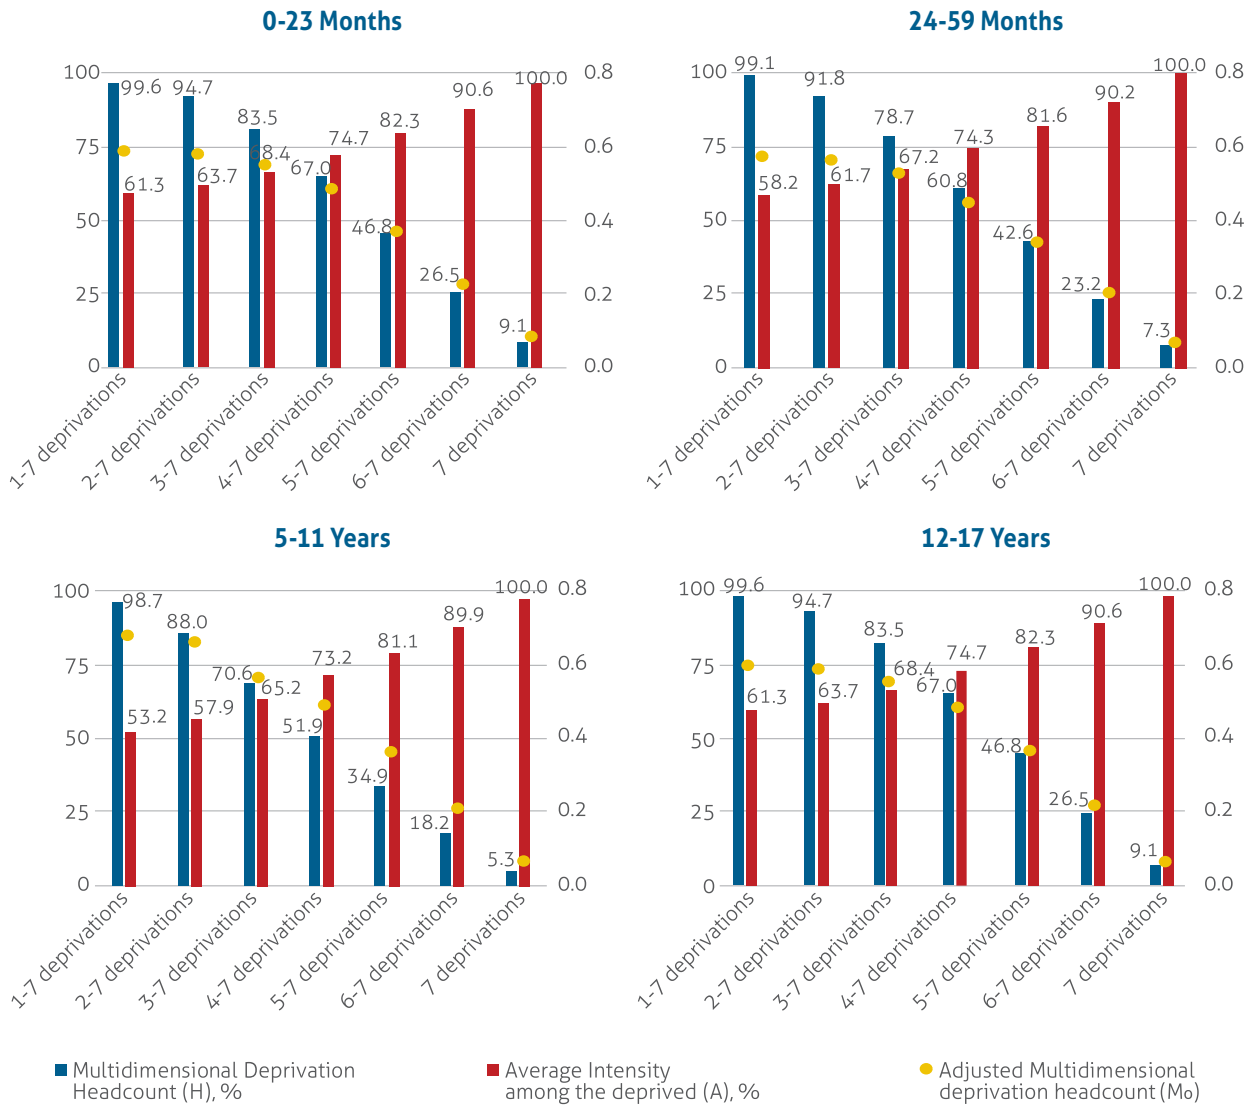 0-23 Months
100
75
50
25
0
0.8
0.6
0.4
0.2
0.0
99.6
94.7
83.5
67.0
46.8
26.5
9.1
61.3
63.7
68.4
74.7
82.3
90.6
100.0
1-7 deprivations
2-7 deprivations
3-7 deprivations
4-7 deprivations
5-7 deprivations
6-7 deprivations
7 deprivations
24-59 Months
100
75
50
25
0
0.8
0.6
0.4
0.2
0.0
99.1
91.8
78.7
60.8
42.6
23.2
7.3
58.2
61.7
67.2
74.3
81.6
90.2
100.0
1-7 deprivations
2-7 deprivations
3-7 deprivations
4-7 deprivations
5-7 deprivations
6-7 deprivations
7 deprivations
5-11 Years
100
75
50
25
0
0.8
0.6
0.4
0.2
0.0
98.7
88.0
70.6
51.9
34.9
18.2
5.3
53.2
57.9
65.2
73.2
81.1
89.9
100.0
1-7 deprivations
2-7 deprivations
3-7 deprivations
4-7 deprivations
5-7 deprivations
6-7 deprivations
7 deprivations
12-17 Years
100
75
50
25
0
0.8
0.6
0.4
0.2
0.0
99.6
94.7
83.5
67.0
46.8
26.5
9.1
61.3
63.7
68.4
74.7
82.3
90.6
100.0
1-7 deprivations
2-7 deprivations
3-7 deprivations
4-7 deprivations
5-7 deprivations
6-7 deprivations
7 deprivations
Multidimensional Deprivation
Headcount (H), %
Average Intensity
among the deprived (A), %
Adjusted Multidimensional
deprivation headcount (Mo)